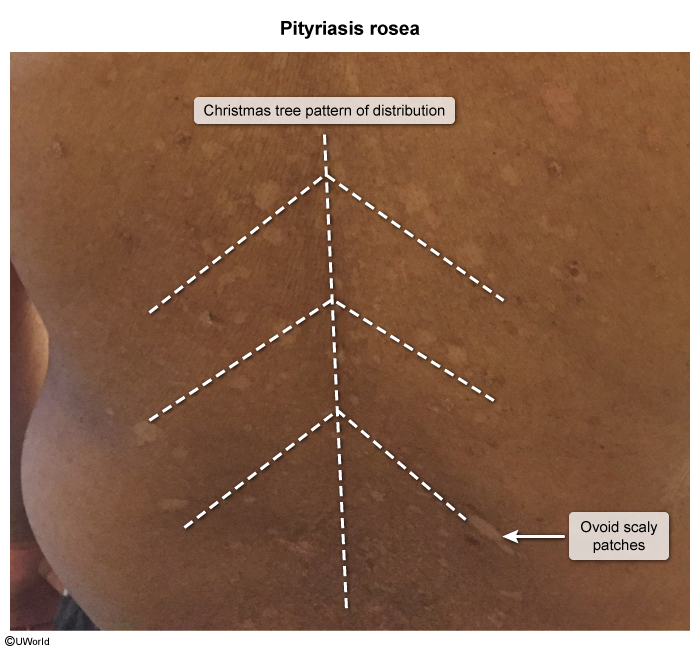 Pityriasis rosea
Christmas tree pattern of distribution
Ovoid scaly
patches
©UWorld